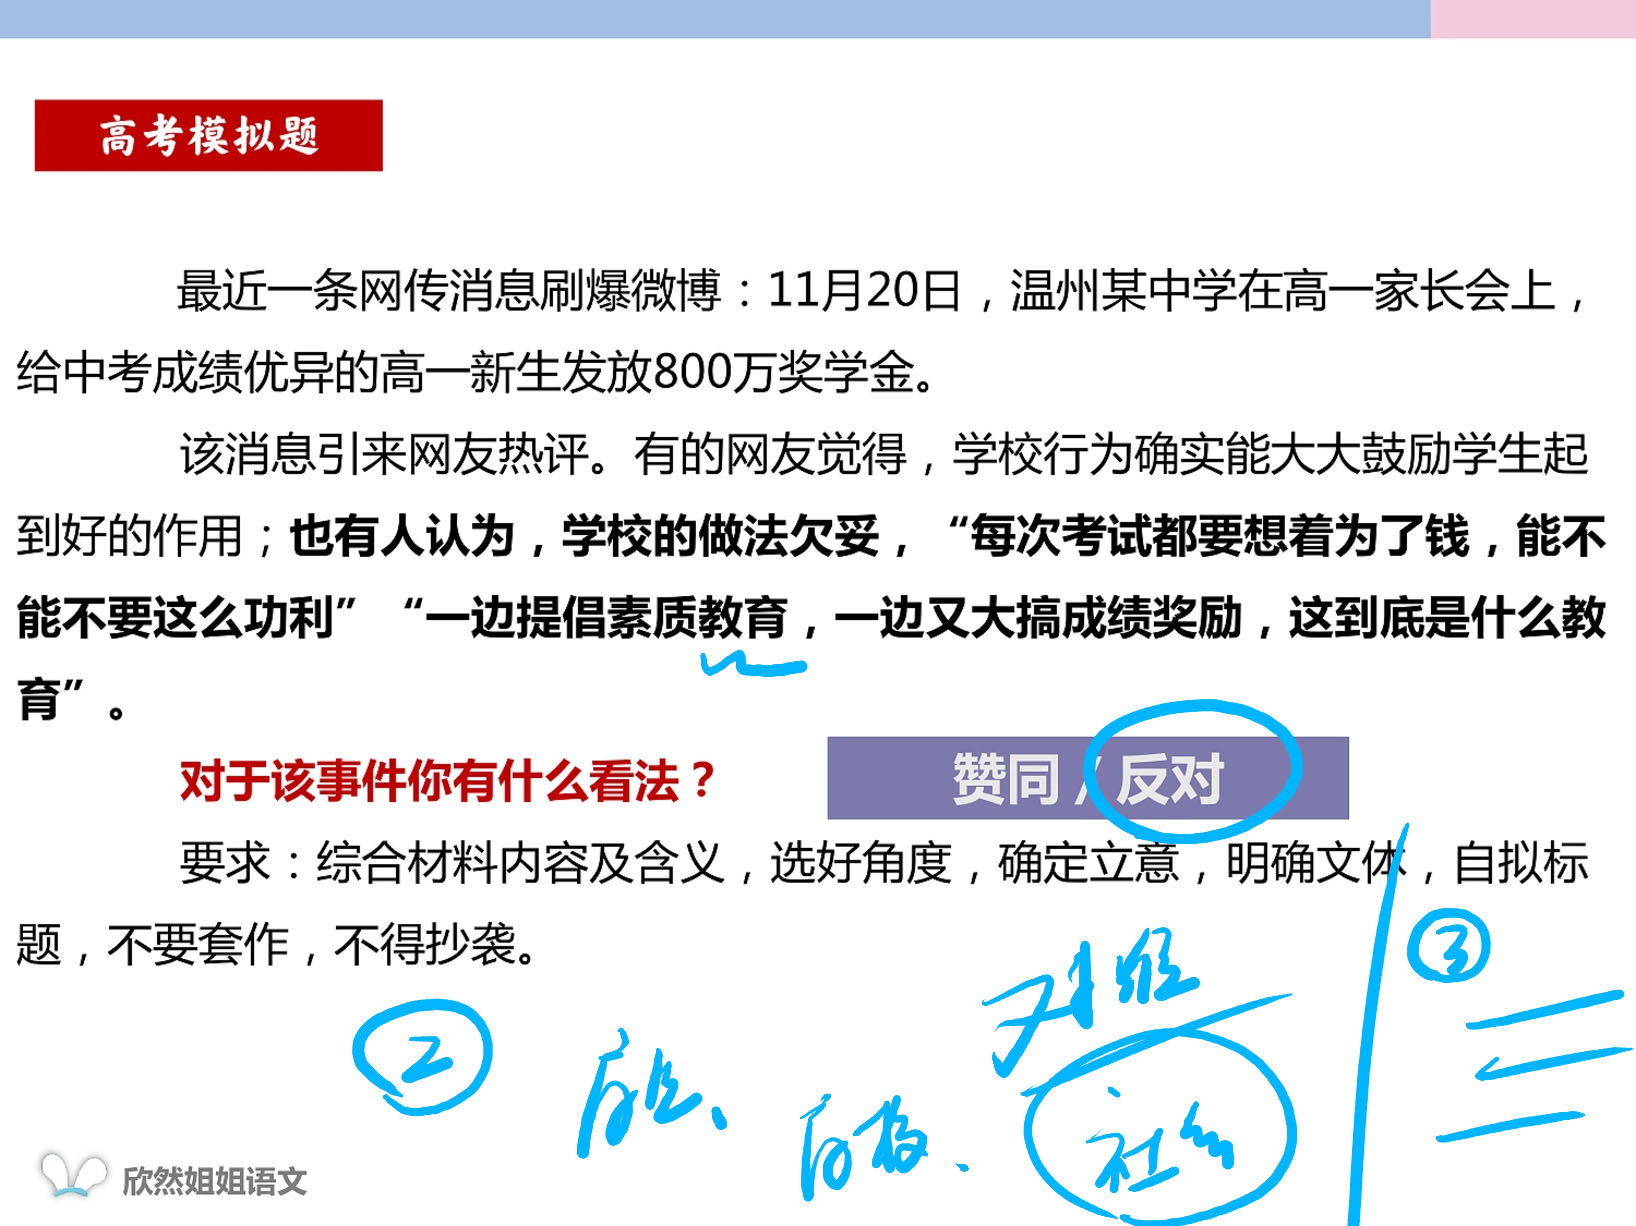 高考模拟题
最近一条网传消息刷爆微博：11月20日，温州某中学在高一家长会上，
给中考成绩优异的高一新生发放800万奖学金。
该消息引来网友热评。有的网友觉得，学校行为确实能大大鼓励学生起
到好的作用；也有人认为，学校的做法欠妥，“每次考试都要想着为了钱，能不
能不要这么功利”“一边提倡素质教育，一边又大搞成绩奖励，这到底是什么教
育”。
对于该事件你有什么看法？
赞同/反对
要求：综合材料内容及含义，选好角度，确定立意，明确文体，自拟标
题，不要套作，不得抄袭。
③
②
社会
欣然姐姐语文